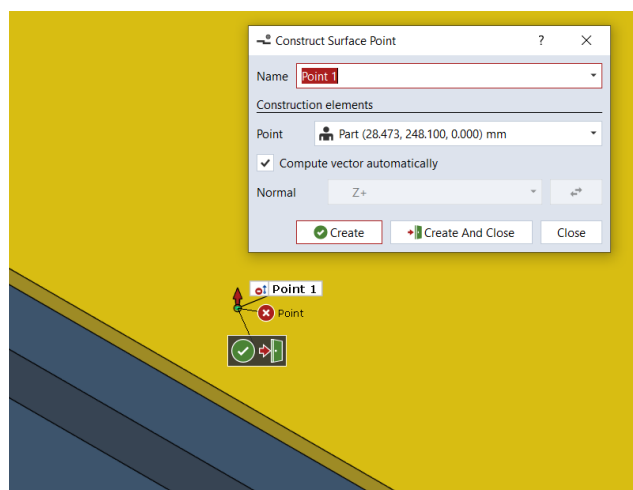 Construct Surface Point ?
Name Point 1
Construction elements
Point Part (28.473, 248.100, 0.000) mm
Compute vector automatically
Normal Z+
Create Create And Close Close
Point 1
Point